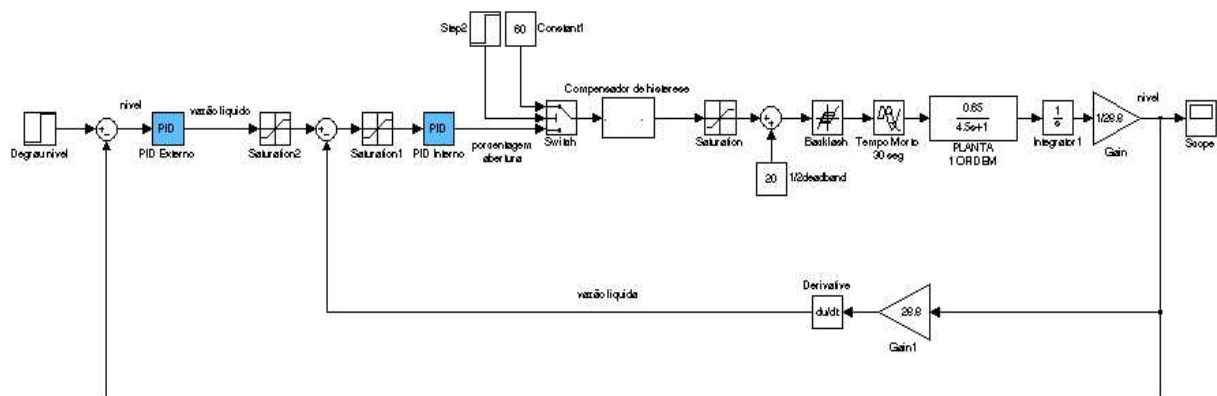 Step2
60
Constant1
Compensador de histerese
nivel
vazão liquido
PID
PID
0.65
4.5s+1
1
s
1/28.8
nivel
Degrau nivel
PID Externo
Saturation2
Saturation1
PID Interno
porcentagem
abertura
Switch
Saturation
20
1/2deadband
Backlash
Tempo Morto
30 seg
PLANTA
1 ORDEM
Integrator1
Gain
Scope
vazão liquida
Derivative
du/dt
28.8
Gain1